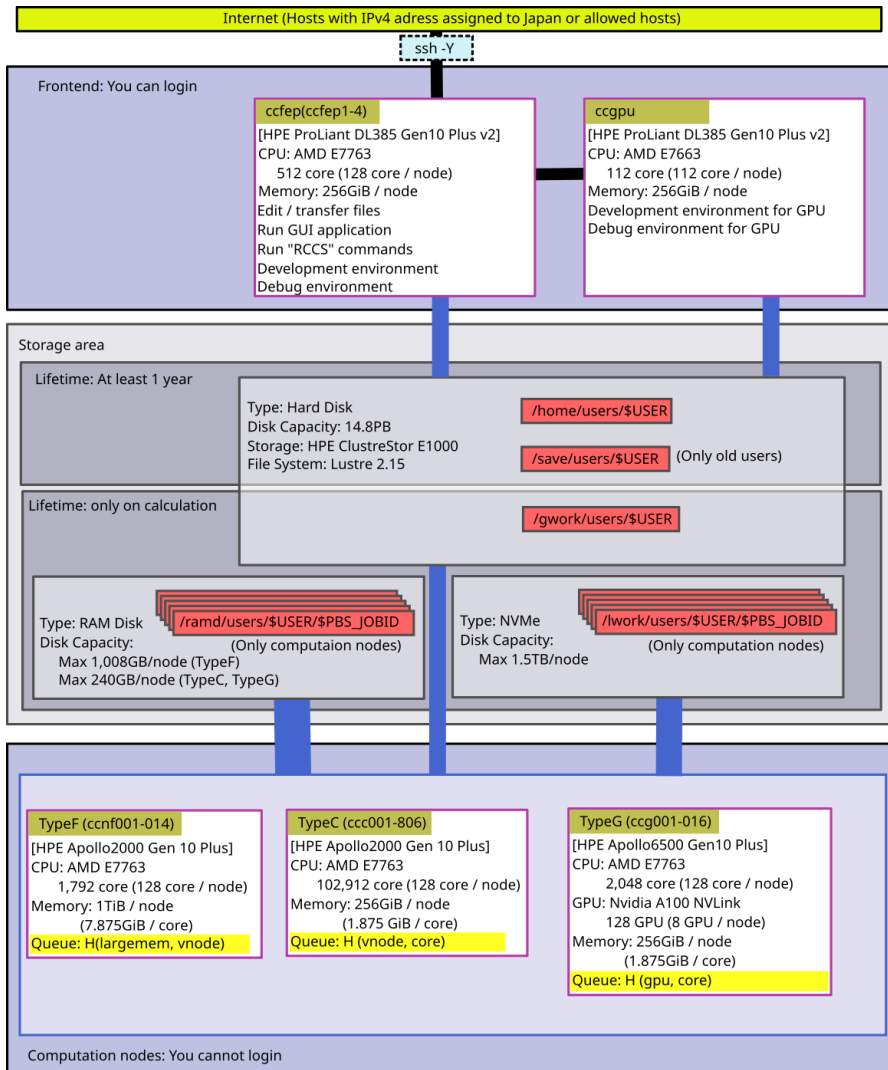 Internet (Hosts with IPv4 adress assigned to Japan or allowed hosts)
ssh -Y
Frontend: You can login
ccfep(ccfep1-4)
[HPE ProLiant DL385 Gen10 Plus v2]
CPU: AMD E7763
512 core (128 core / node)
Memory: 256GiB / node
Edit / transfer files
Run GUI application
Run "RCCS" commands
Development environment
Debug environment
ccgpu
[HPE ProLiant DL385 Gen10 Plus v2]
CPU: AMD E7663
112 core (112 core / node)
Memory: 256GiB / node
Development environment for GPU
Debug environment for GPU
Storage area
Lifetime: At least 1 year
Type: Hard Disk
Disk Capacity: 14.8PB
Storage: HPE ClustreStor E1000
File System: Lustre 2.15
/home/users/$USER
/save/users/$USER
(Only old users)
Lifetime: only on calculation
/gwork/users/$USER
/ramd/users/$USER/$PBS_JOBID
Type: RAM Disk
(Only computaion nodes)
Disk Capacity:
Max 1,008GB/node (TypeF)
Max 240GB/node (TypeC, TypeG)
/lwork/users/$USER/$PBS_JOBID
Type: NVMe
(Only computation nodes)
Disk Capacity:
Max 1.5TB/node
TypeF (ccnf001-014)
[HPE Apollo2000 Gen 10 Plus]
CPU: AMD E7763
1,792 core (128 core / node)
Memory: 1TiB / node
(7.875GiB / core)
Queue: H(largemem, vnode)
TypeC (ccc001-806)
[HPE Apollo2000 Gen 10 Plus]
CPU: AMD E7763
102,912 core (128 core / node)
Memory: 256GiB / node
(1.875 GiB / core)
Queue: H (vnode, core)
TypeG (ccg001-016)
[HPE Apollo6500 Gen10 Plus]
CPU: AMD E7763
2,048 core (128 core / node)
GPU: Nvidia A100 NVLink
128 GPU (8 GPU / node)
Memory: 256GiB / node
(1.875GiB / core)
Queue: H (gpu, core)
Computation nodes: You cannot login